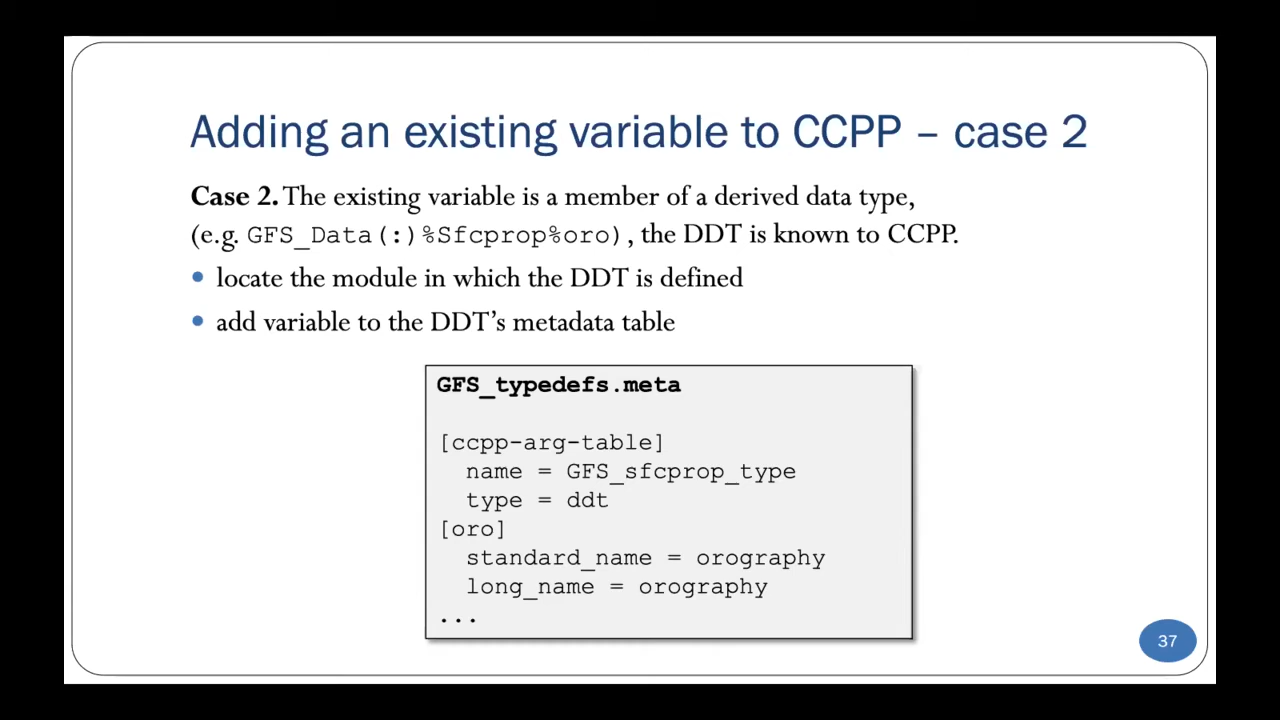 Adding an existing variable to CCPP – case 2
Case 2. The existing variable is a member of a derived data type,
(e.g. GFS_Data(:)%Sfcprop%oro), the DDT is known to CCPP.
• locate the module in which the DDT is defined
• add variable to the DDT’s metadata table
GFS_typedefs.meta
[ccpp-arg-table]
name = GFS_sfcprop_type
type = ddt
[oro]
standard_name = orography
long_name = orography
...
37